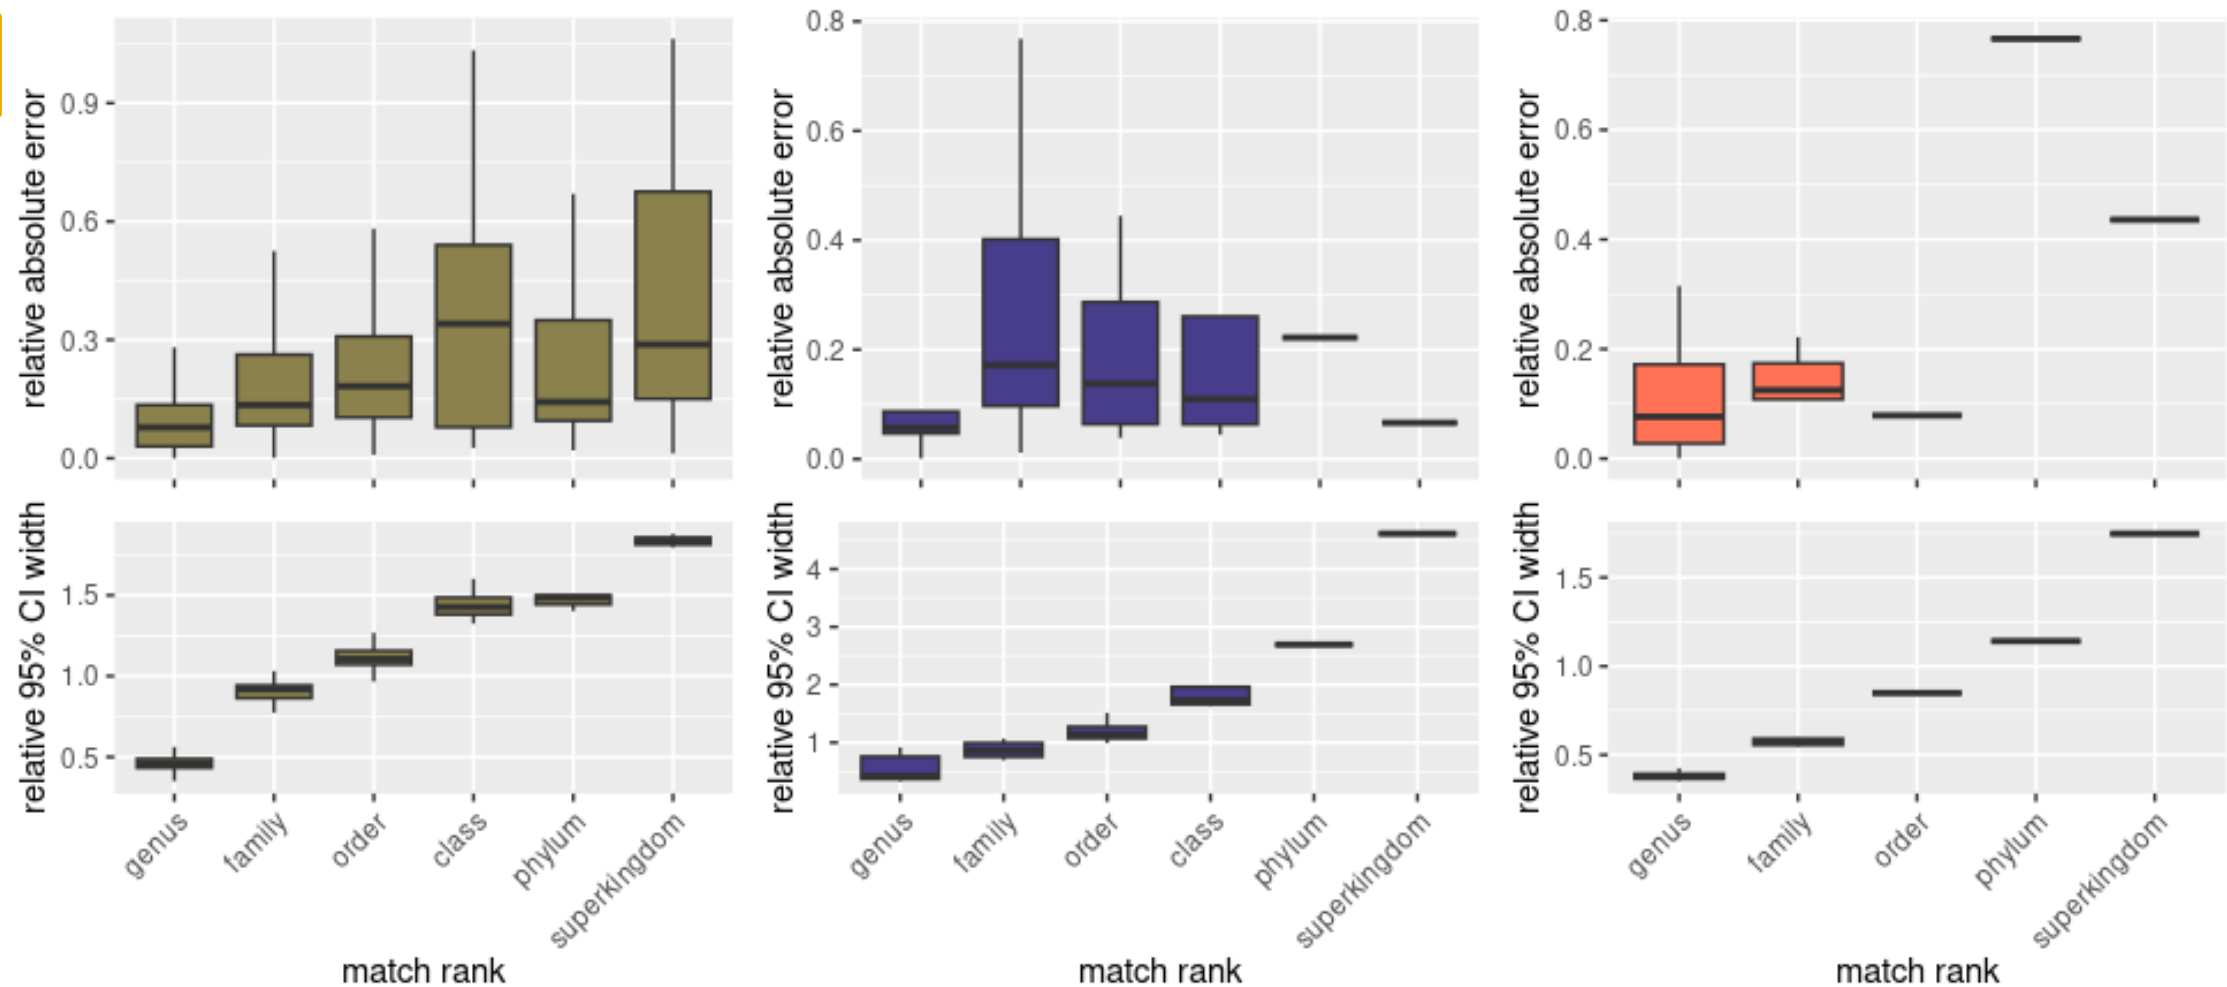 relative absolute error
0.9
0.6
0.3
0.0
relative absolute error
0.8
0.6
0.4
0.2
0.0
relative absolute error
0.8
0.6
0.4
0.2
0.0
relative 95% CI width
1.5
1.0
0.5
genus
family
order
class
phylum
superkingdom
match rank
relative 95% CI width
4
3
2
1
genus
family
order
class
phylum
superkingdom
match rank
relative 95% CI width
1.5
1.0
0.5
genus
family
order
phylum
superkingdom
match rank